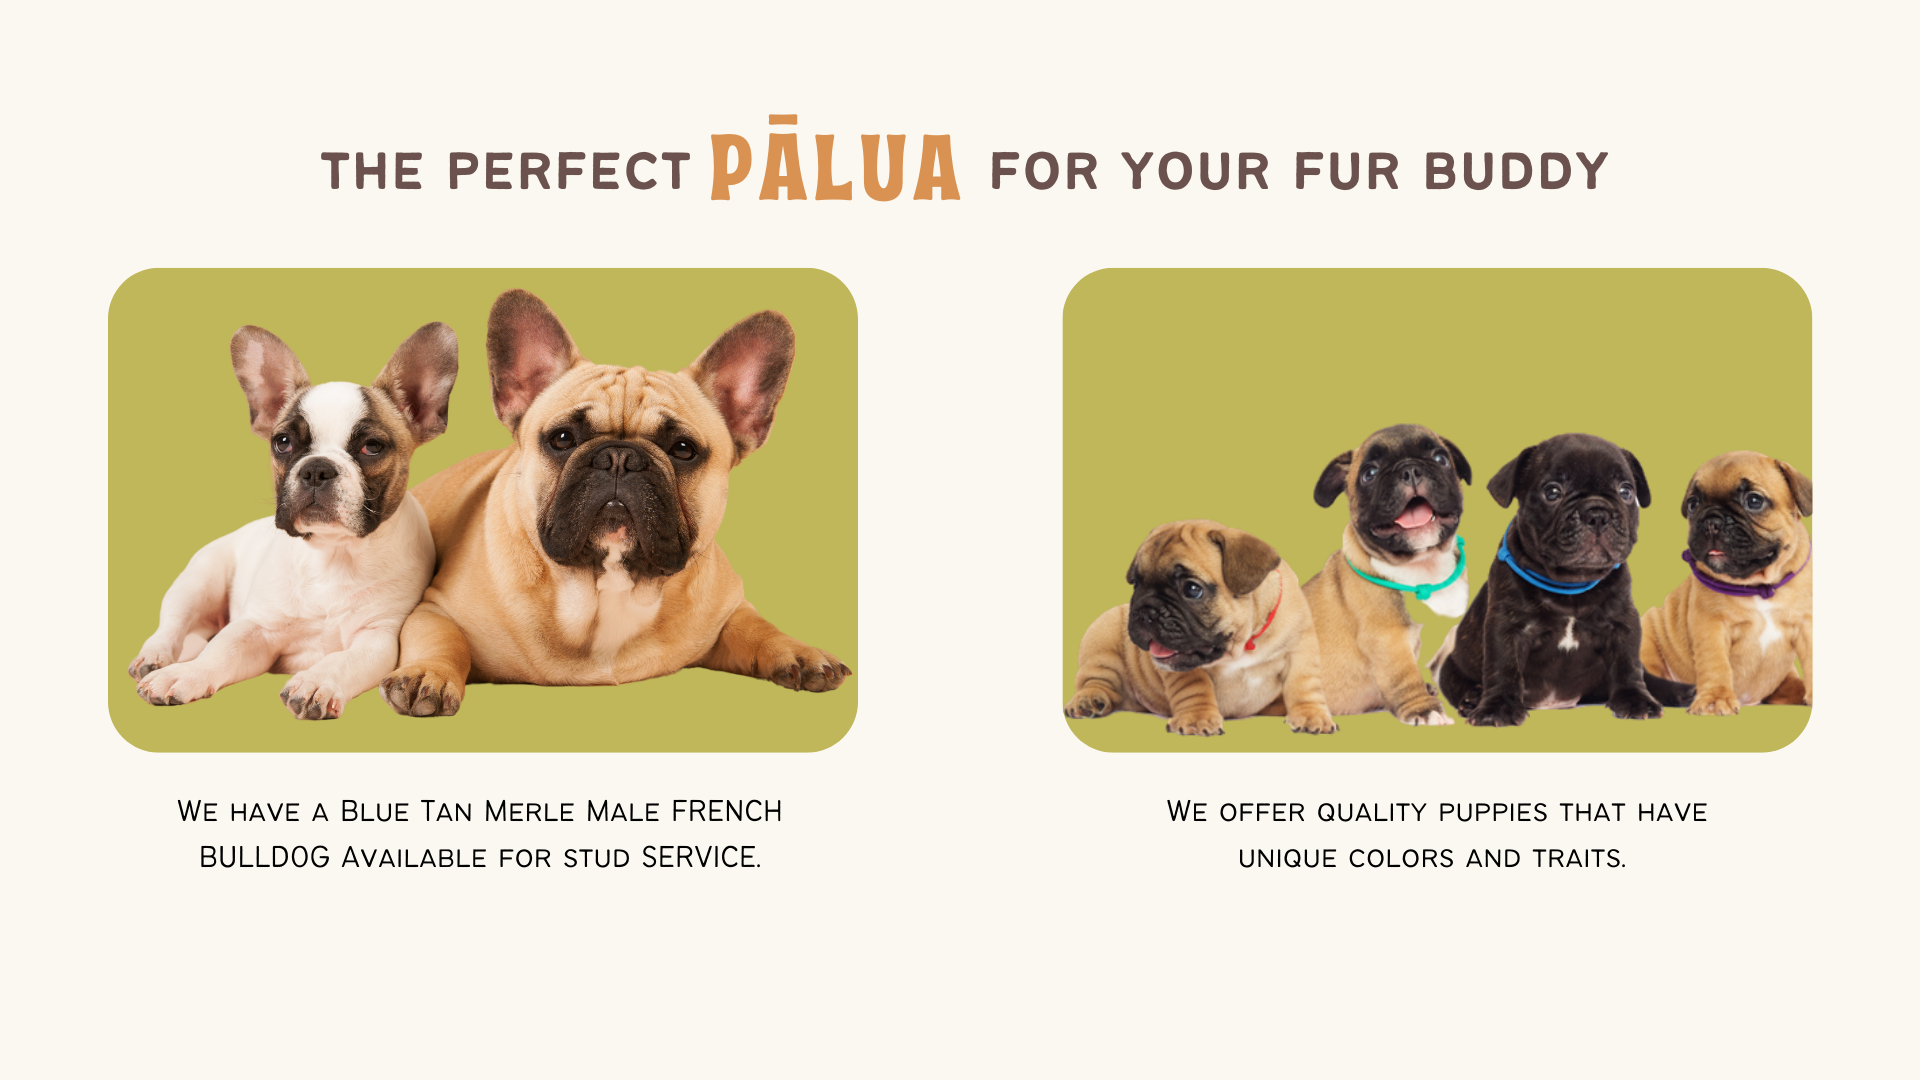 THE PERFECT PĀLUA FOR YOUR FUR BUDDY
We have a Blue Tan Merle Male FRENCH
BULLDOG Available for stud SERVICE.
We offer quality puppies that have
unique colors and traits.